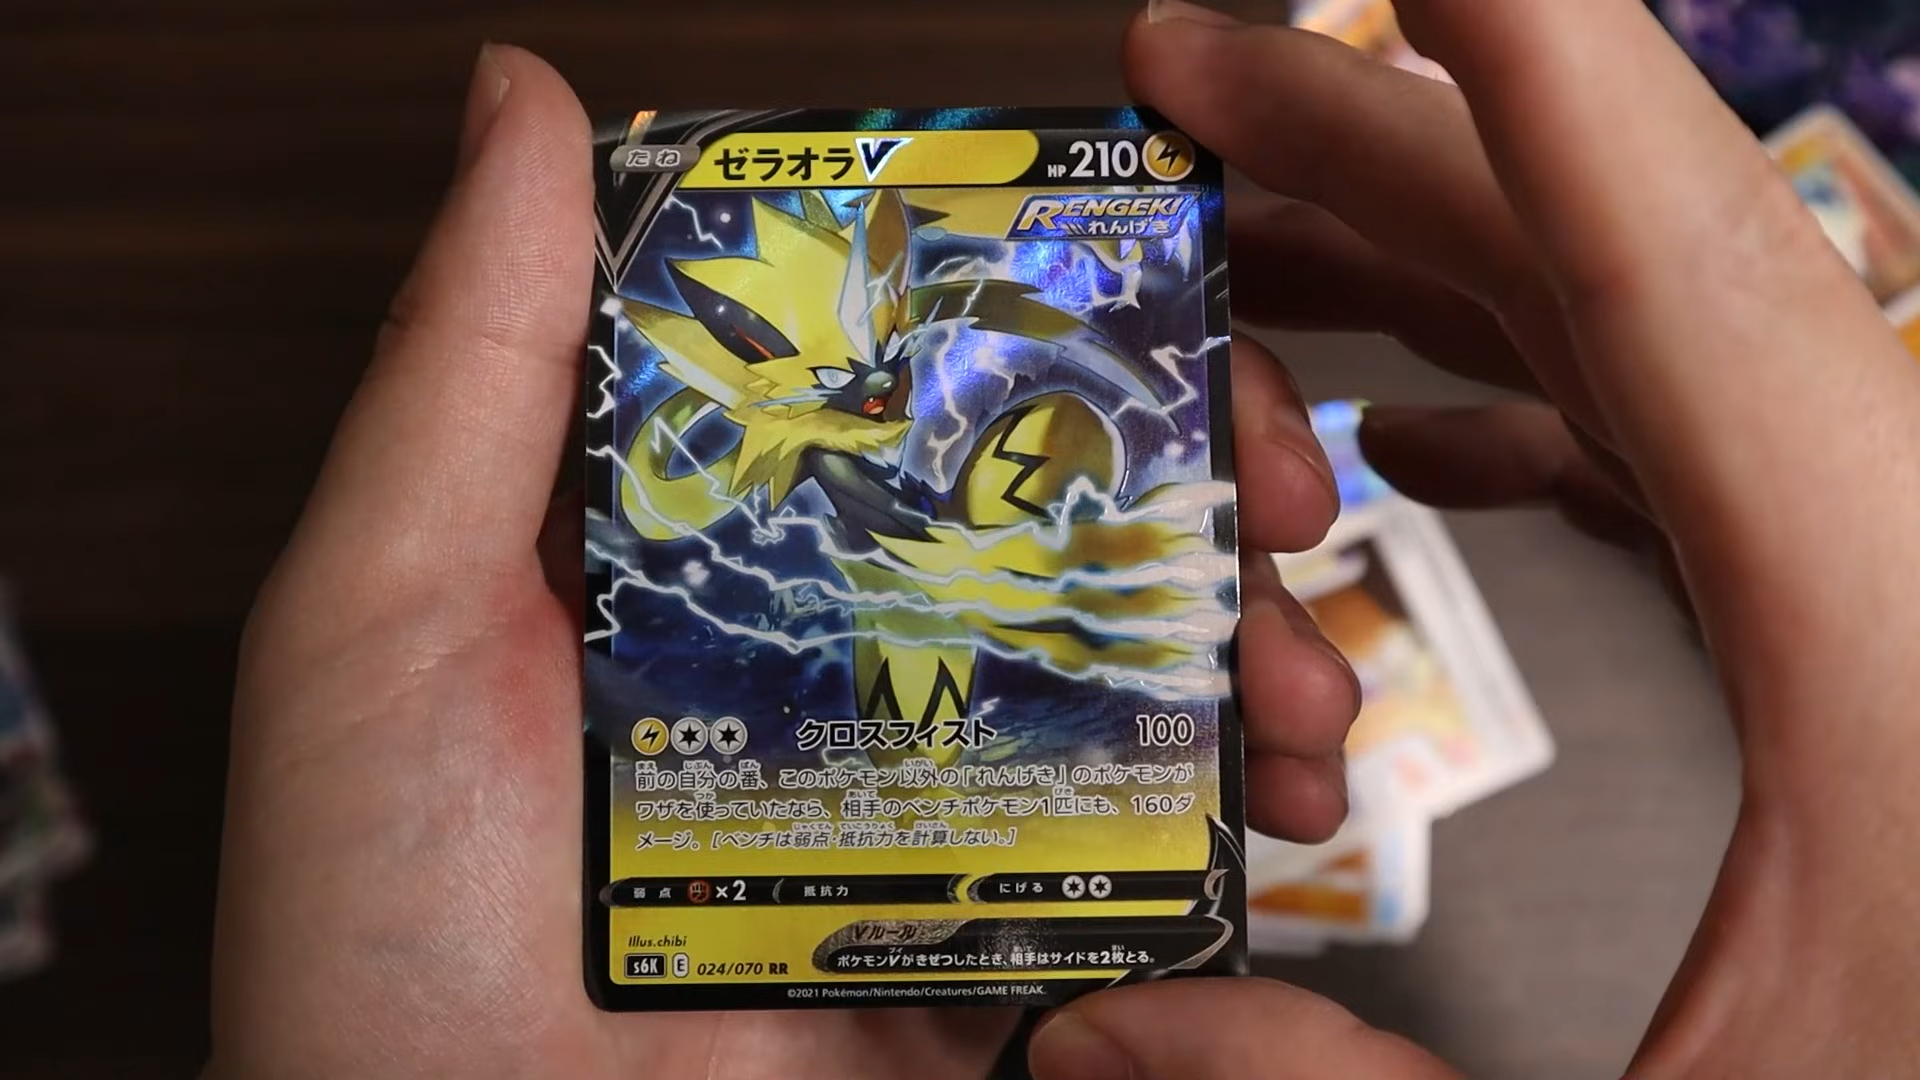 たね ゼラオラV HP 210
RENGEKI
れんげき
クロスフィスト 100
前の自分の番、このポケモン以外の「れんげき」のポケモンが
ワザを使っていたなら、相手のベンチポケモン1匹にも、160ダ
メージ。[ベンチは弱点・抵抗力を計算しない。]
弱点 ×2 抵抗力 にげる
Vルール
ポケモンVがきぜつしたとき、相手はサイドを2枚とる。
Illus.chibi
s6K E 024/070 RR
©2021 Pokémon/Nintendo/Creatures/GAME FREAK.